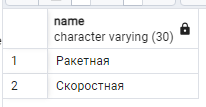 name
character varying (30)
1 Ракетная
2 Скоростная